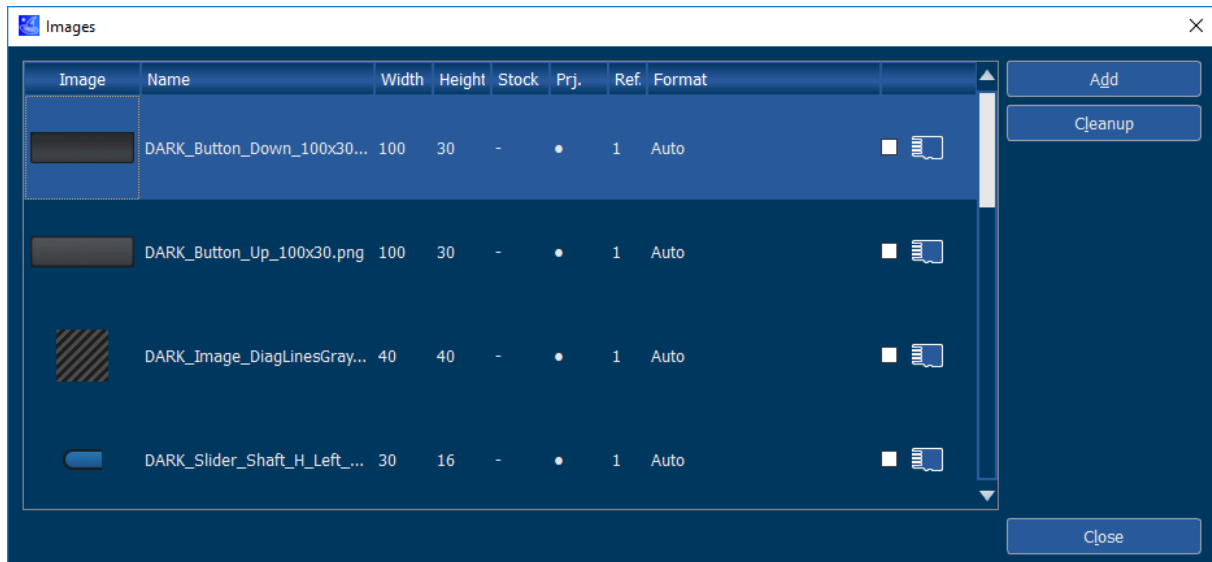 Images
Image Name Width Height Stock Prj. Ref. Format
Add
Cleanup
DARK_Button_Down_100x30... 100 30 - • 1 Auto
DARK_Button_Up_100x30.png 100 30 - • 1 Auto
DARK_Image_DiagLinesGray... 40 40 - • 1 Auto
DARK_Slider_Shaft_H_Left_... 30 16 - • 1 Auto
Close